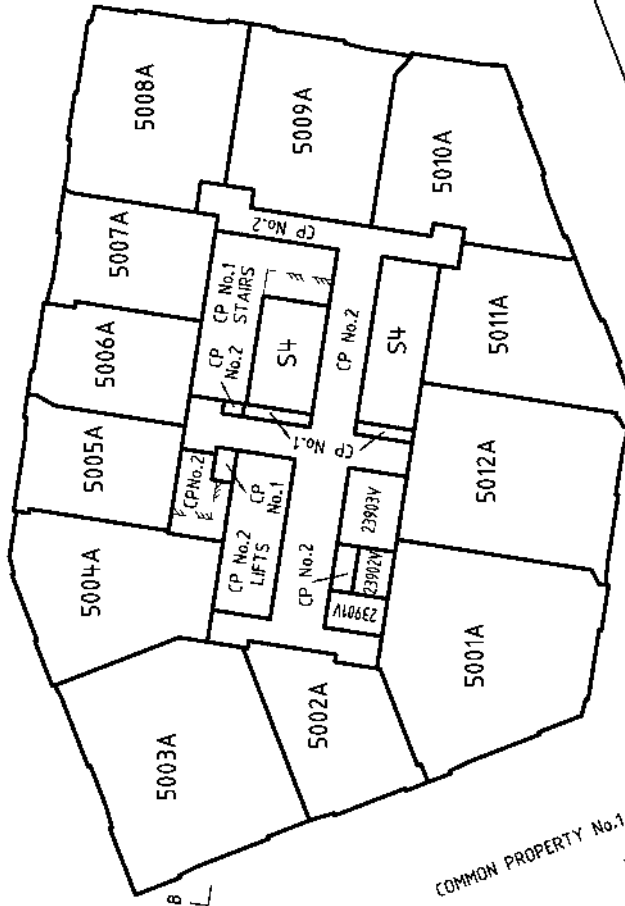 5008A
5009A
5010A
5007A
CP No.2
CP No.1
STAIRS
5006A
CP
No.2
S4
CP No.2
S4
5011A
5005A
CP No.2
CP
No.1
CP No.1
5012A
5004A
CP No.2
LIFTS
CP No.2
23903V
23902V
23901V
5001A
5002A
5003A
COMMON PROPERTY No.1
B